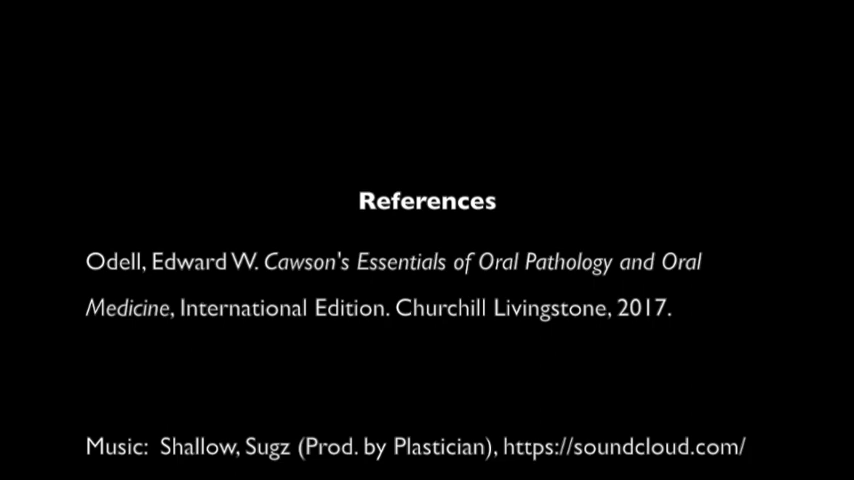 References
Odell, Edward W. Cawson's Essentials of Oral Pathology and Oral
Medicine, International Edition. Churchill Livingstone, 2017.
Music:  Shallow, Sugz (Prod. by Plastician), https://soundcloud.com/